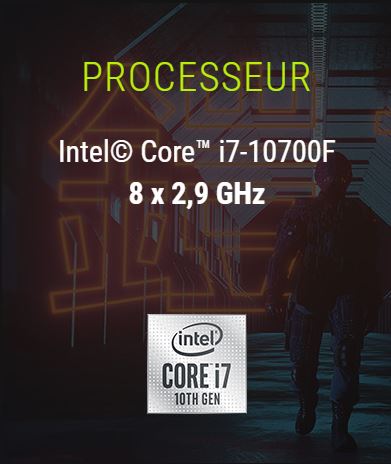 PROCESSEUR
Intel© Core™ i7-10700F
8 x 2,9 GHz
intel
CORE i7
10TH GEN